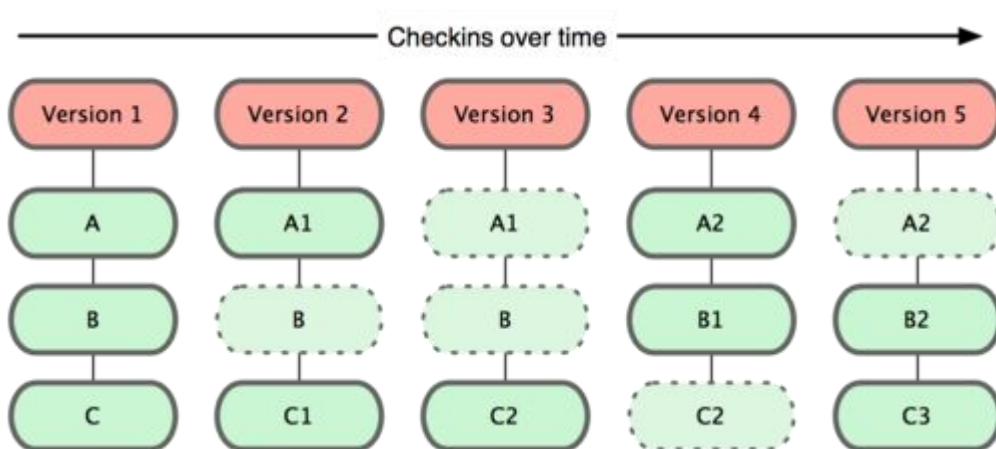 Checkins over time
Version 1 Version 2 Version 3 Version 4 Version 5
A A1 A1 A2 A2
B B B B1 B2
C C1 C2 C2 C3